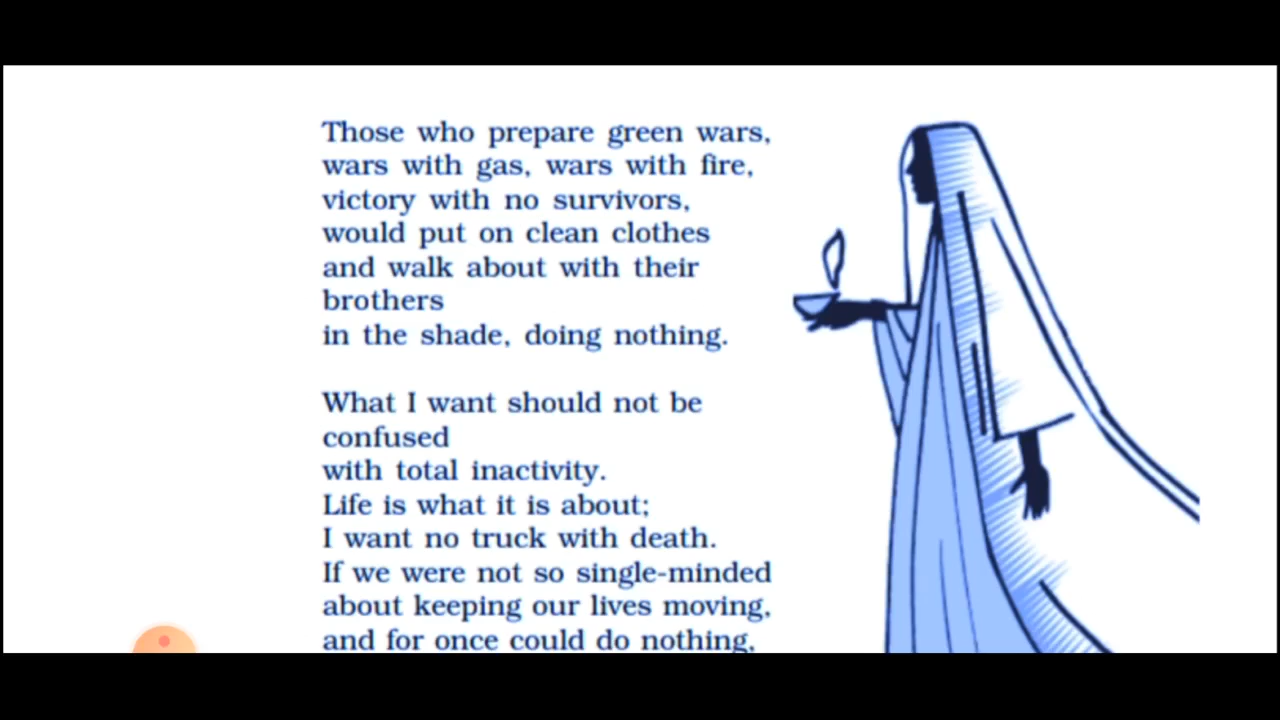 Those who prepare green wars,
wars with gas, wars with fire,
victory with no survivors,
would put on clean clothes
and walk about with their
brothers
in the shade, doing nothing.
What I want should not be
confused
with total inactivity.
Life is what it is about;
I want no truck with death.
If we were not so single-minded
about keeping our lives moving,
and for once could do nothing,